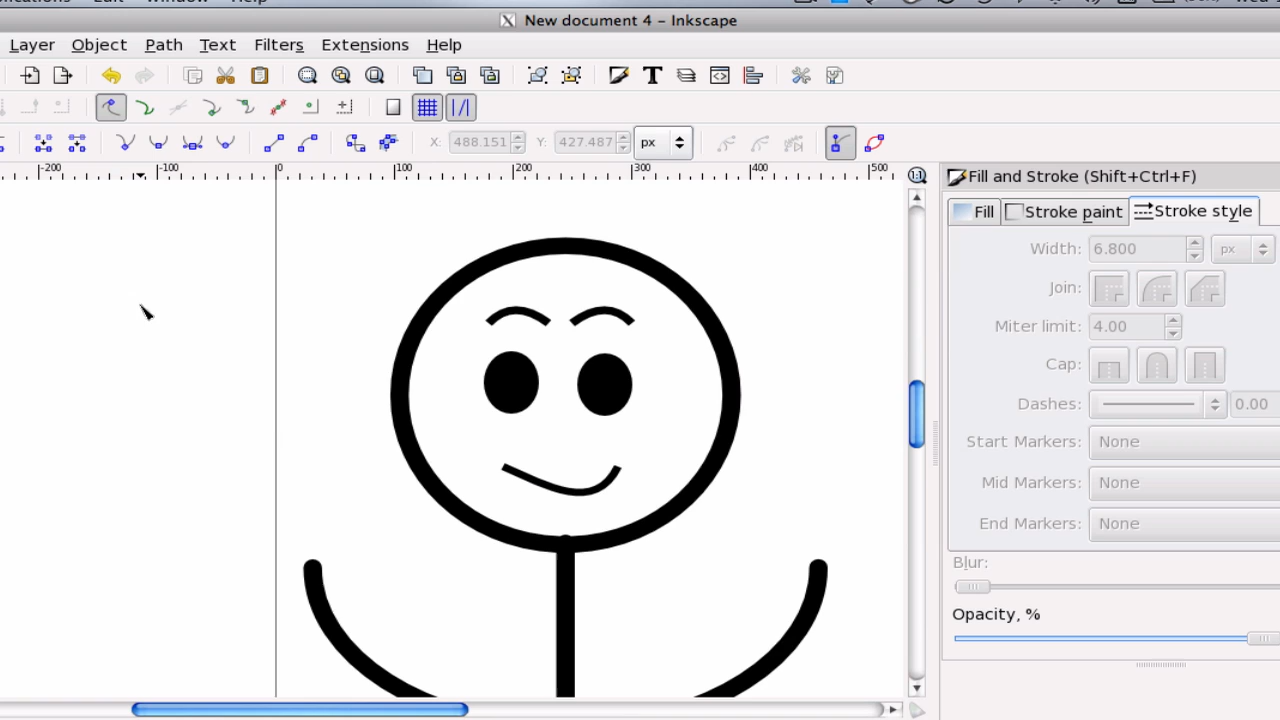 Help
New document 4 - Inkscape
Layer Object Path Text Filters Extensions Help
X: 488.151 Y: 427.487 px
-200 -100 0 100 200 300 400 500
1:1
Fill and Stroke (Shift+Ctrl+F)
Fill Stroke paint Stroke style
Width: 6.800 px
Join:
Miter limit: 4.00
Cap:
Dashes: 0.00
Start Markers: None
Mid Markers: None
End Markers: None
Blur:
Opacity, %